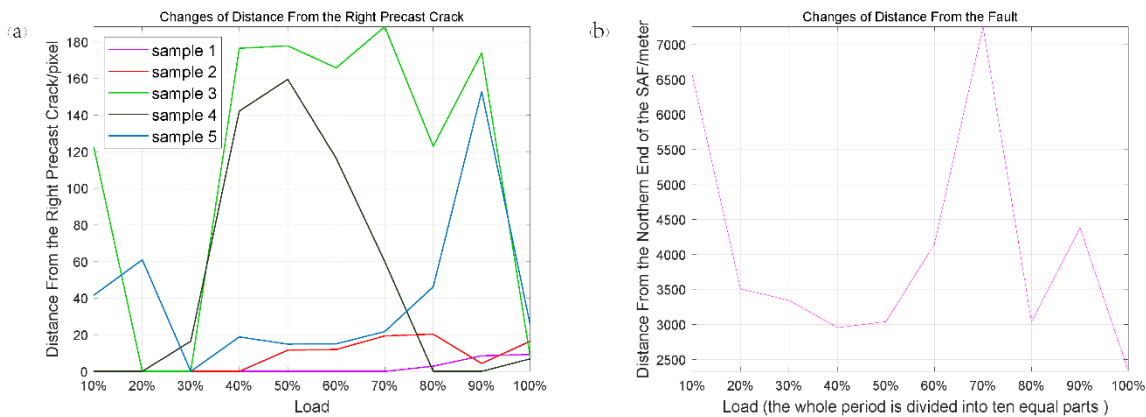 (a)
Changes of Distance From the Right Precast Crack
Distance From the Right Precast Crack/pixel
180
160
140
120
100
80
60
40
20
0
sample 1
sample 2
sample 3
sample 4
sample 5
10% 20% 30% 40% 50% 60% 70% 80% 90% 100%
Load
(b)
Changes of Distance From the Fault
Distance From the Northern End of the SAF/meter
7000
6500
6000
5500
5000
4500
4000
3500
3000
2500
10% 20% 30% 40% 50% 60% 70% 80% 90% 100%
Load (the whole period is divided into ten equal parts )